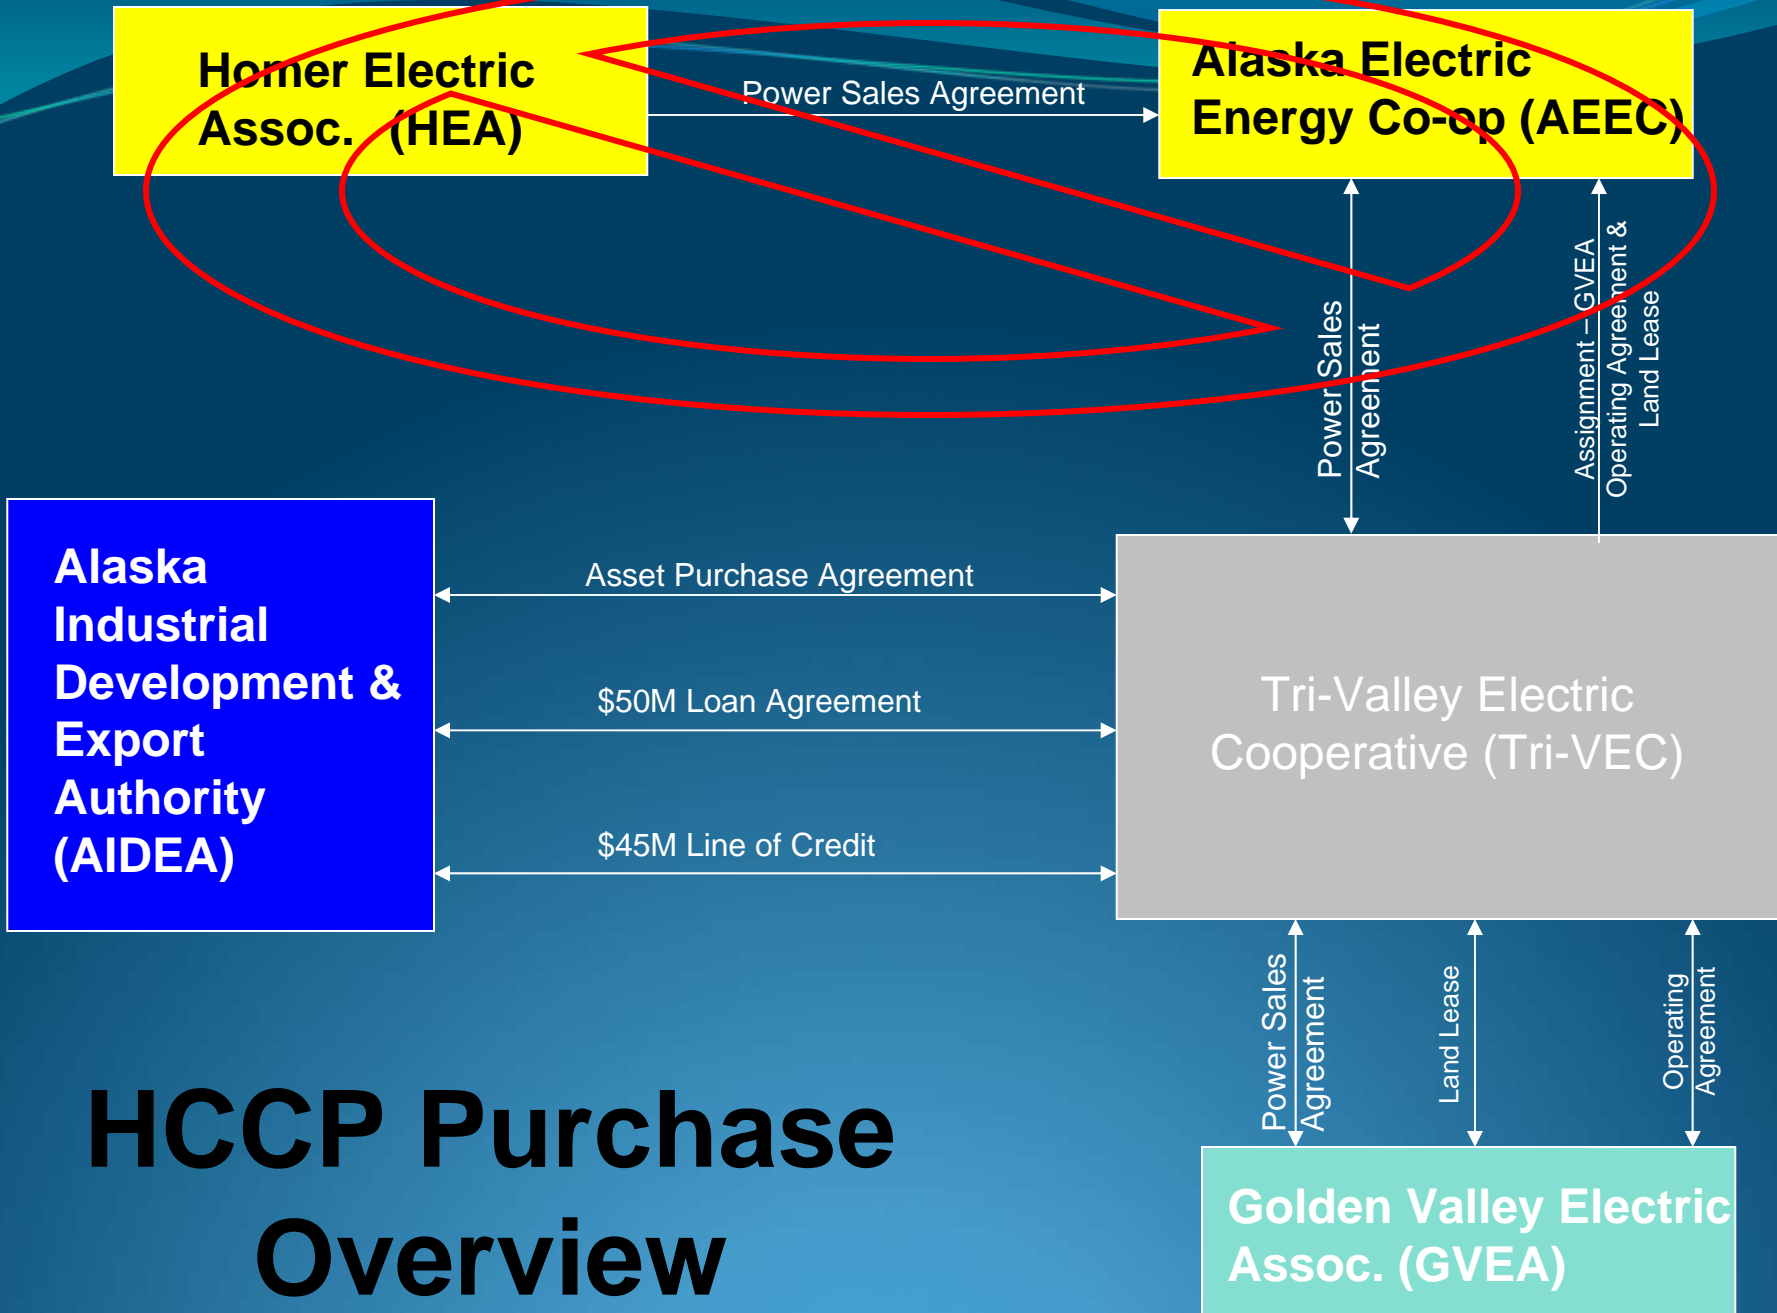 Homer Electric
Assoc. (HEA)
Power Sales Agreement
Alaska Electric
Energy Co-op (AEEC)
Power Sales
Agreement
Assignment – GVEA
Operating Agreement &
Land Lease
Alaska
Industrial
Development &
Export
Authority
(AIDEA)
Asset Purchase Agreement
$50M Loan Agreement
$45M Line of Credit
Tri-Valley Electric
Cooperative (Tri-VEC)
Power Sales
Agreement
Land Lease
Operating
Agreement
HCCP Purchase
Overview
Golden Valley Electric
Assoc. (GVEA)